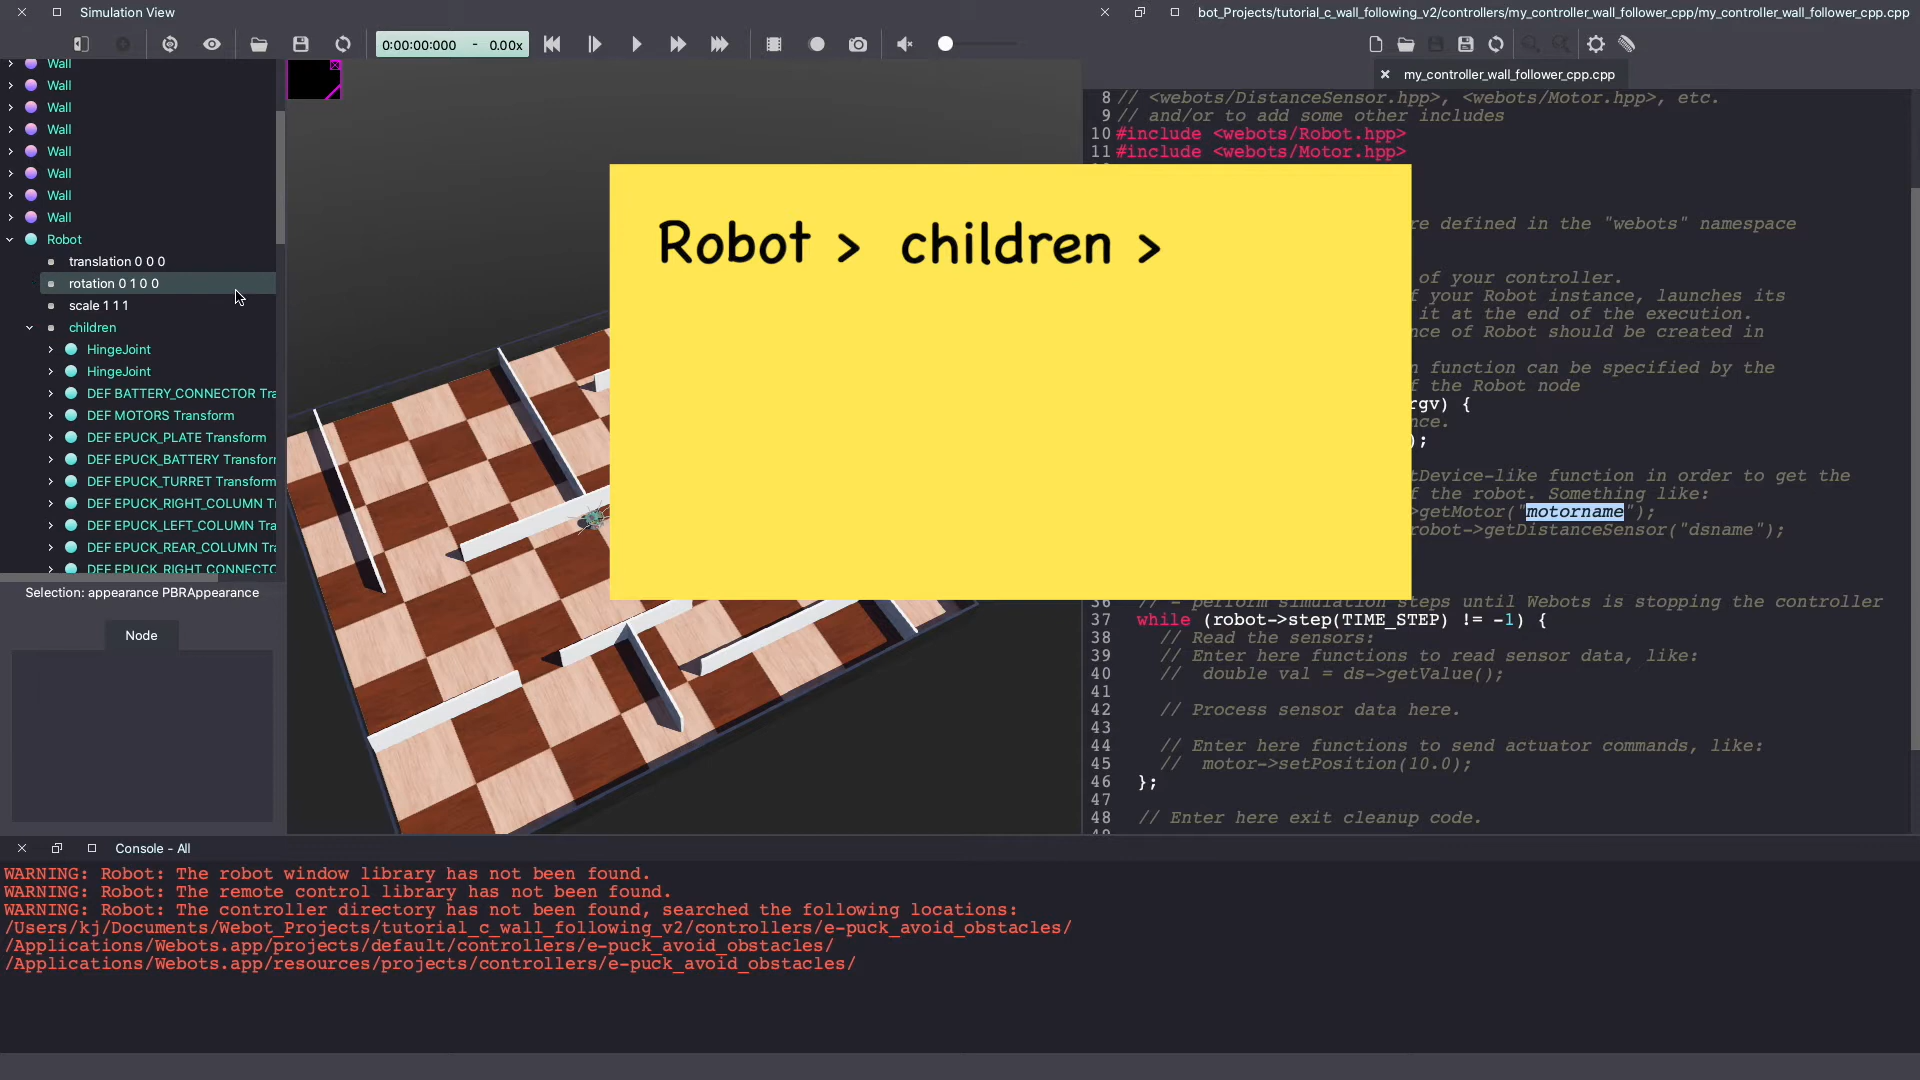 Simulation View
bot_Projects/tutorial_c_wall_following_v2/controllers/my_controller_wall_follower_cpp/my_controller_wall_follower_cpp.cpp
0:00:00:000 - 0.00x
my_controller_wall_follower_cpp.cpp
Wall
Wall
Wall
Wall
Wall
Wall
Wall
Wall
Robot
translation 0 0 0
rotation 0 1 0 0
scale 1 1 1
children
HingeJoint
HingeJoint
DEF BATTERY_CONNECTOR Tra
DEF MOTORS Transform
DEF EPUCK_PLATE Transform
DEF EPUCK_BATTERY Transfor
DEF EPUCK_TURRET Transform
DEF EPUCK_RIGHT_COLUMN T
DEF EPUCK_LEFT_COLUMN Tra
DEF EPUCK_REAR_COLUMN Tra
DEF EPUCK_RIGHT_CONNECTO
Selection: appearance PBRAppearance
Node
Robot > children >
8 // <webots/DistanceSensor.hpp>, <webots/Motor.hpp>, etc.
9 // and/or to add some other includes
10 #include <webots/Robot.hpp>
11 #include <webots/Motor.hpp>
re defined in the "webots" namespace
of your controller.
f your Robot instance, launches its
it at the end of the execution.
nce of Robot should be created in
n function can be specified by the
f the Robot node
rgv) {
nce.
);
tDevice-like function in order to get the
f the robot. Something like:
>getMotor("motorname");
robot->getDistanceSensor("dsname");
36 // - perform simulation steps until Webots is stopping the controller
37 while (robot->step(TIME_STEP) != -1) {
38 // Read the sensors:
39 // Enter here functions to read sensor data, like:
40 // double val = ds->getValue();
41
42 // Process sensor data here.
43
44 // Enter here functions to send actuator commands, like:
45 // motor->setPosition(10.0);
46 };
47
48 // Enter here exit cleanup code.
Console - All
WARNING: Robot: The robot window library has not been found.
WARNING: Robot: The remote control library has not been found.
WARNING: Robot: The controller directory has not been found, searched the following locations:
/Users/kj/Documents/Webot_Projects/tutorial_c_wall_following_v2/controllers/e-puck_avoid_obstacles/
/Applications/Webots.app/projects/default/controllers/e-puck_avoid_obstacles/
/Applications/Webots.app/resources/projects/controllers/e-puck_avoid_obstacles/